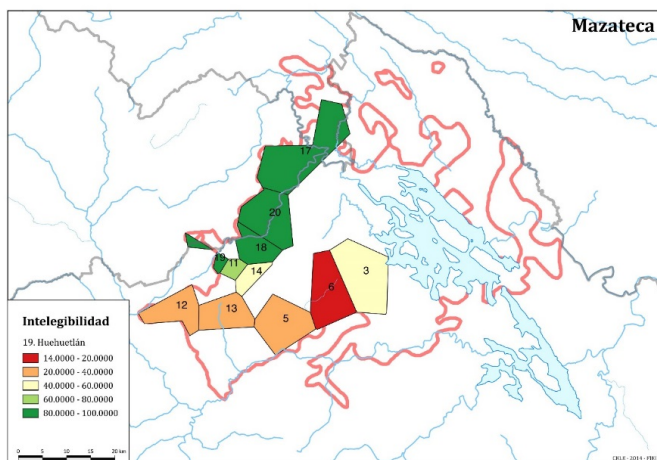 Mazateca
17
20
19
18
11
14
3
6
12
13
5
Intelegibilidad
19. Huehuetlán
14.0000 - 20.0000
20.0000 - 40.0000
40.0000 - 60.0000
60.0000 - 80.0000
80.0000 - 100.0000
0 5 10 15 20 km